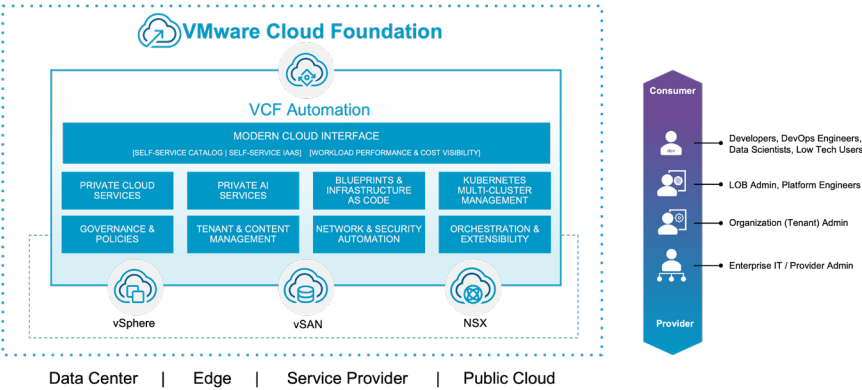 VMware Cloud Foundation
VCF Automation
MODERN CLOUD INTERFACE
[SELF-SERVICE CATALOG | SELF-SERVICE IAAS] [WORKLOAD PERFORMANCE & COST VISIBILITY]
PRIVATE CLOUD
SERVICES
PRIVATE AI
SERVICES
BLUEPRINTS &
INFRASTRUCTURE
AS CODE
KUBERNETES
MULTI-CLUSTER
MANAGEMENT
GOVERNANCE &
POLICIES
TENANT & CONTENT
MANAGEMENT
NETWORK & SECURITY
AUTOMATION
ORCHESTRATION &
EXTENSIBILITY
vSphere
vSAN
NSX
Data Center | Edge | Service Provider | Public Cloud
Consumer
dev
Developers, DevOps Engineers,
Data Scientists, Low Tech Users
LOB Admin, Platform Engineers
Organization (Tenant) Admin
Enterprise IT / Provider Admin
Provider